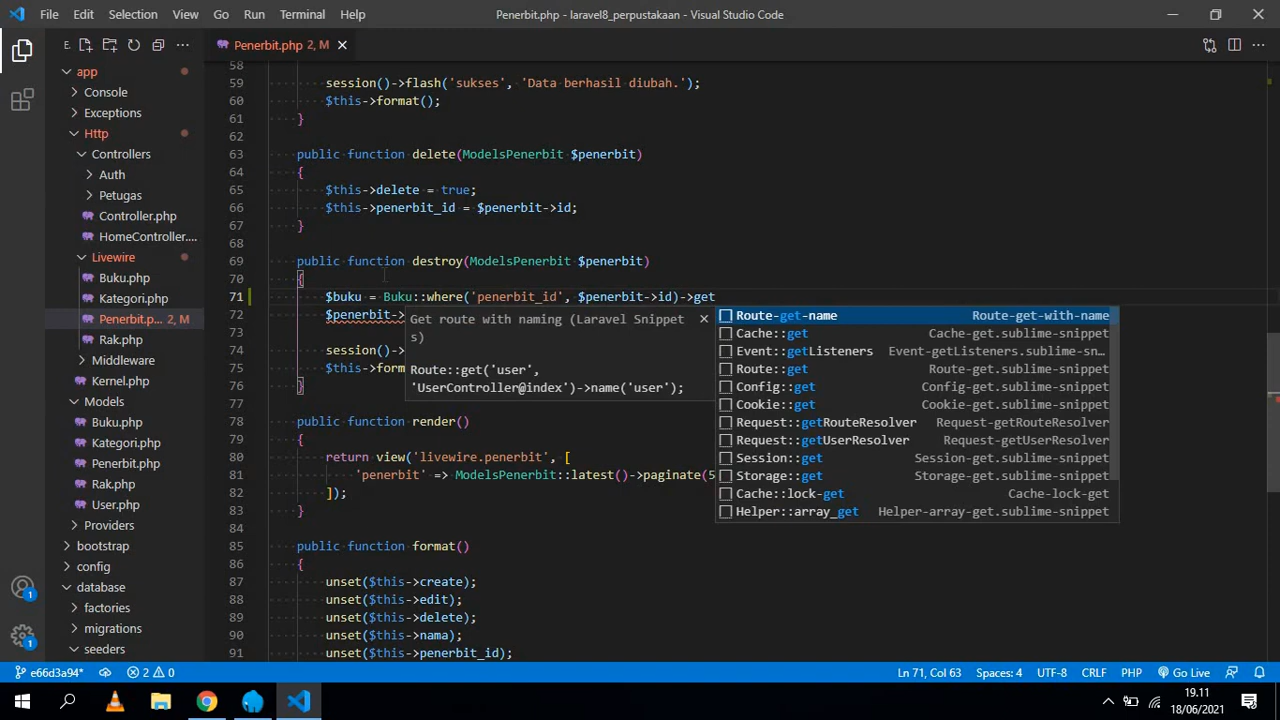 File Edit Selection View Go Run Terminal Help
Penerbit.php - laravel8_perpustakaan - Visual Studio Code
E.
Penerbit.php 2, M
app
Console
Exceptions
Http
Controllers
Auth
Petugas
Controller.php
HomeController....
Livewire
Buku.php
Kategori.php
Penerbit.p... 2, M
Rak.php
Middleware
Kernel.php
Models
Buku.php
Kategori.php
Penerbit.php
Rak.php
User.php
Providers
bootstrap
config
database
factories
migrations
seeders
58
59 session()->flash('sukses', 'Data berhasil diubah.');
60 $this->format();
61 }
62
63 public function delete(ModelsPenerbit $penerbit)
64 {
65 $this->delete = true;
66 $this->penerbit_id = $penerbit->id;
67 }
68
69 public function destroy(ModelsPenerbit $penerbit)
70 {
71 $buku = Buku::where('penerbit_id', $penerbit->id)->get
72 $penerbit->
73
74 session()->
75 $this->form
76 }
77
78 public function render()
79 {
80 return view('livewire.penerbit', [
81 'penerbit' => ModelsPenerbit::latest()->paginate(5
82 ]);
83 }
84
85 public function format()
86 {
87 unset($this->create);
88 unset($this->edit);
89 unset($this->delete);
90 unset($this->nama);
91 unset($this->penerbit_id);
Get route with naming (Laravel Snippet
s)
Route::get('user',
'UserController@index')->name('user');
Route-get-name Route-get-with-name
Cache::get Cache-get.sublime-snippet
Event::getListeners Event-getListeners.sublime-sn...
Route::get Route-get.sublime-snippet
Config::get Config-get.sublime-snippet
Cookie::get Cookie-get.sublime-snippet
Request::getRouteResolver Request-getRouteResolver
Request::getUserResolver Request-getUserResolver
Session::get Session-get.sublime-snippet
Storage::get Storage-get.sublime-snippet
Cache::lock-get Cache-lock-get
Helper::array_get Helper-array-get.sublime-snippet
1
1
e66d3a94* 2 0 Ln 71, Col 63 Spaces: 4 UTF-8 CRLF PHP Go Live
19.11
18/06/2021